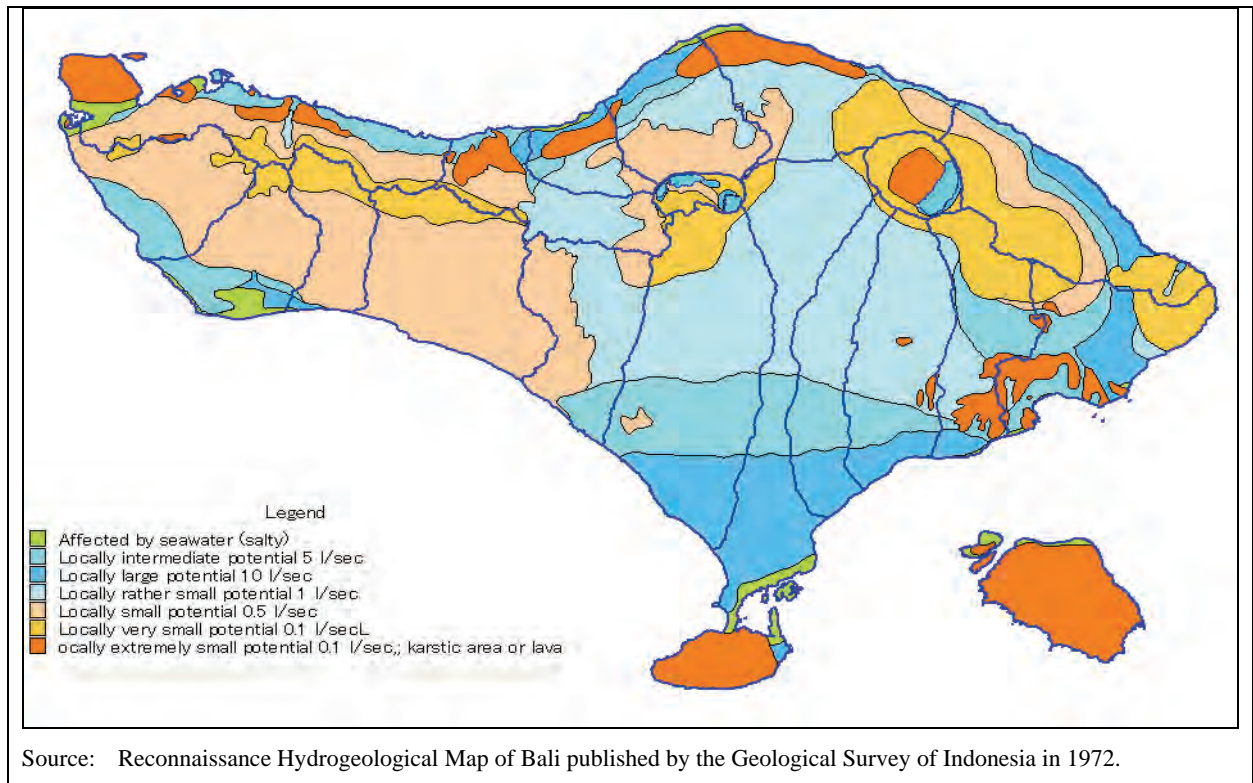 Legend
Affected by seawater (salty)
Locally intermediate potential 5 l/sec
Locally large potential 10 l/sec
Locally rather small potential 1 l/sec
Locally small potential 0.5 l/sec
Locally very small potential 0.1 l/secL
ocally extremely small potential 0.1 l/sec,; karstic area or lava
Source: Reconnaissance Hydrogeological Map of Bali published by the Geological Survey of Indonesia in 1972.